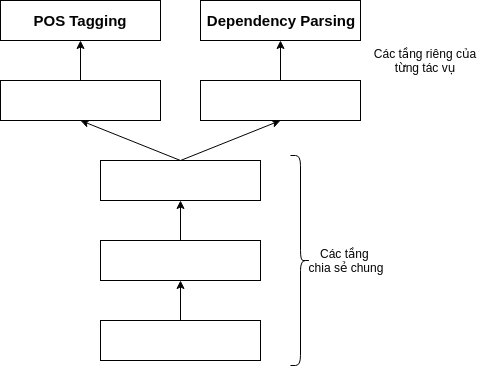 POS Tagging
Dependency Parsing
Các tầng riêng của
từng tác vụ
Các tầng
chia sẻ chung